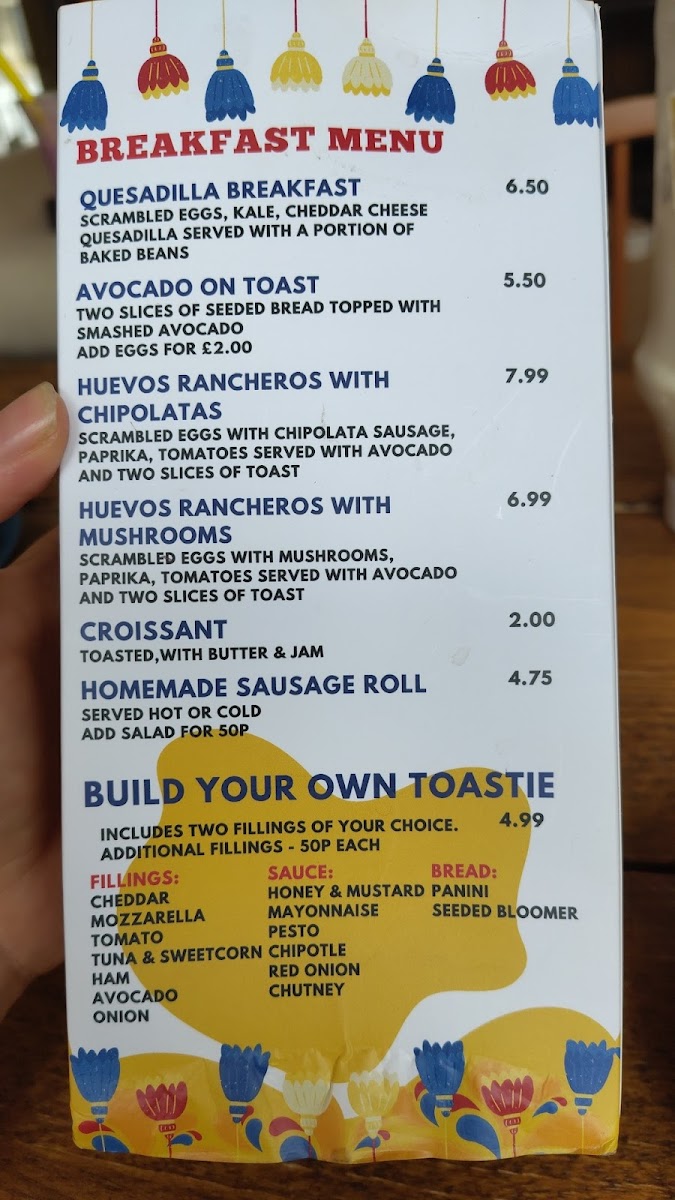 BREAKFAST MENU
QUESADILLA BREAKFAST 6.50
SCRAMBLED EGGS, KALE, CHEDDAR CHEESE
QUESADILLA SERVED WITH A PORTION OF
BAKED BEANS
AVOCADO ON TOAST 5.50
TWO SLICES OF SEEDED BREAD TOPPED WITH
SMASHED AVOCADO
ADD EGGS FOR £2.00
HUEVOS RANCHEROS WITH 7.99
CHIPOLATAS
SCRAMBLED EGGS WITH CHIPOLATA SAUSAGE,
PAPRIKA, TOMATOES SERVED WITH AVOCADO
AND TWO SLICES OF TOAST
HUEVOS RANCHEROS WITH 6.99
MUSHROOMS
SCRAMBLED EGGS WITH MUSHROOMS,
PAPRIKA, TOMATOES SERVED WITH AVOCADO
AND TWO SLICES OF TOAST
CROISSANT 2.00
TOASTED,WITH BUTTER & JAM
HOMEMADE SAUSAGE ROLL 4.75
SERVED HOT OR COLD
ADD SALAD FOR 50P
BUILD YOUR OWN TOASTIE
INCLUDES TWO FILLINGS OF YOUR CHOICE. 4.99
ADDITIONAL FILLINGS - 50P EACH
FILLINGS:
CHEDDAR
MOZZARELLA
TOMATO
TUNA & SWEETCORN
HAM
AVOCADO
ONION
SAUCE:
HONEY & MUSTARD
MAYONNAISE
PESTO
CHIPOTLE
RED ONION
CHUTNEY
BREAD:
PANINI
SEEDED BLOOMER